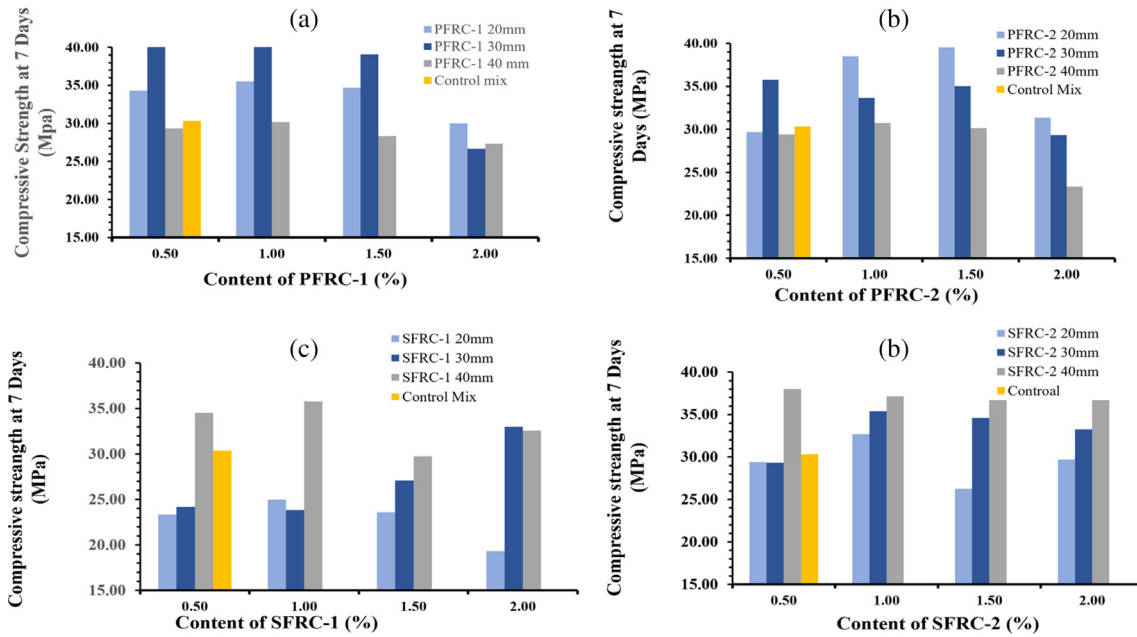 (a)
PFRC-1 20mm
PFRC-1 30mm
PFRC-1 40 mm
Control mix
Compressive Strength at 7 Days
(Mpa)
40.00
35.00
30.00
25.00
20.00
15.00
0.50 1.00 1.50 2.00
Content of PFRC-1 (%)
(b)
PFRC-2 20mm
PFRC-2 30mm
PFRC-2 40mm
Control Mix
Compressive streangth at 7
Days (MPa)
40.00
35.00
30.00
25.00
20.00
15.00
0.50 1.00 1.50 2.00
Content of PFRC-2 (%)
(c)
SFRC-1 20mm
SFRC-1 30mm
SFRC-1 40mm
Control Mix
Compressive streangth at 7 Days
(MPa)
40.00
35.00
30.00
25.00
20.00
15.00
0.50 1.00 1.50 2.00
Content of SFRC-1 (%)
(b)
SFRC-2 20mm
SFRC-2 30mm
SFRC-2 40mm
Controal
Compressive streangth at 7 Days
(MPa)
40.00
35.00
30.00
25.00
20.00
15.00
0.50 1.00 1.50 2.00
Content of SFRC-2 (%)